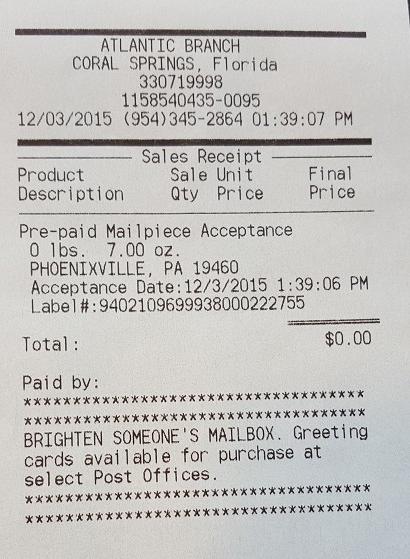 ATLANTIC BRANCH
CORAL SPRINGS, Florida
330719998
1158540435-0095
12/03/2015 (954)345-2864 01:39:07 PM
Sales Receipt
Product Sale Unit Final
Description Qty Price Price
Pre-paid Mailpiece Acceptance
0 lbs. 7.00 oz.
PHOENIXVILLE, PA 19460
Acceptance Date:12/3/2015 1:39:06 PM
Label#:9402109699938000222755
Total: $0.00
Paid by:
************************************
************************************
BRIGHTEN SOMEONE'S MAILBOX. Greeting
cards available for purchase at
select Post Offices.
************************************
************************************